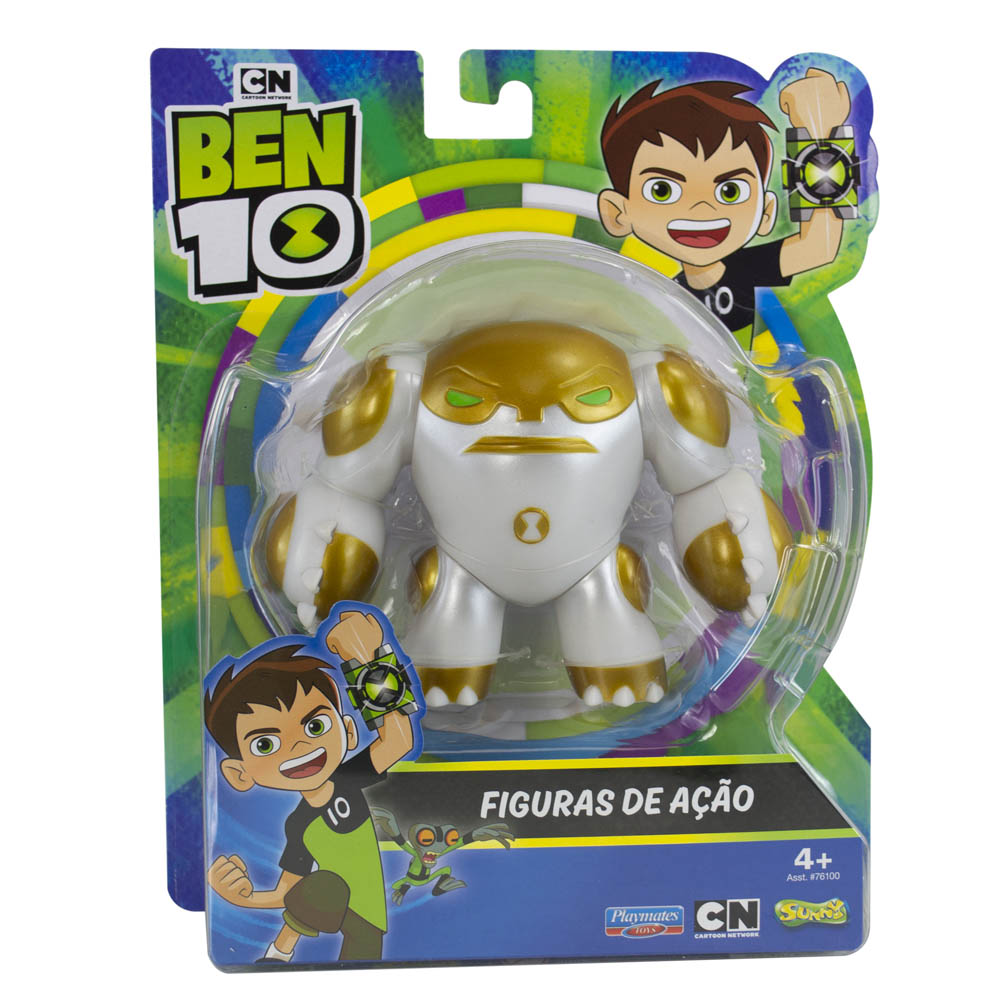 CN
CARTOON NETWORK
BEN
10
10
10
FIGURAS DE AÇÃO
4+
Asst. #76100
Playmates
TOYS
CN
CARTOON NETWORK
SUNNY